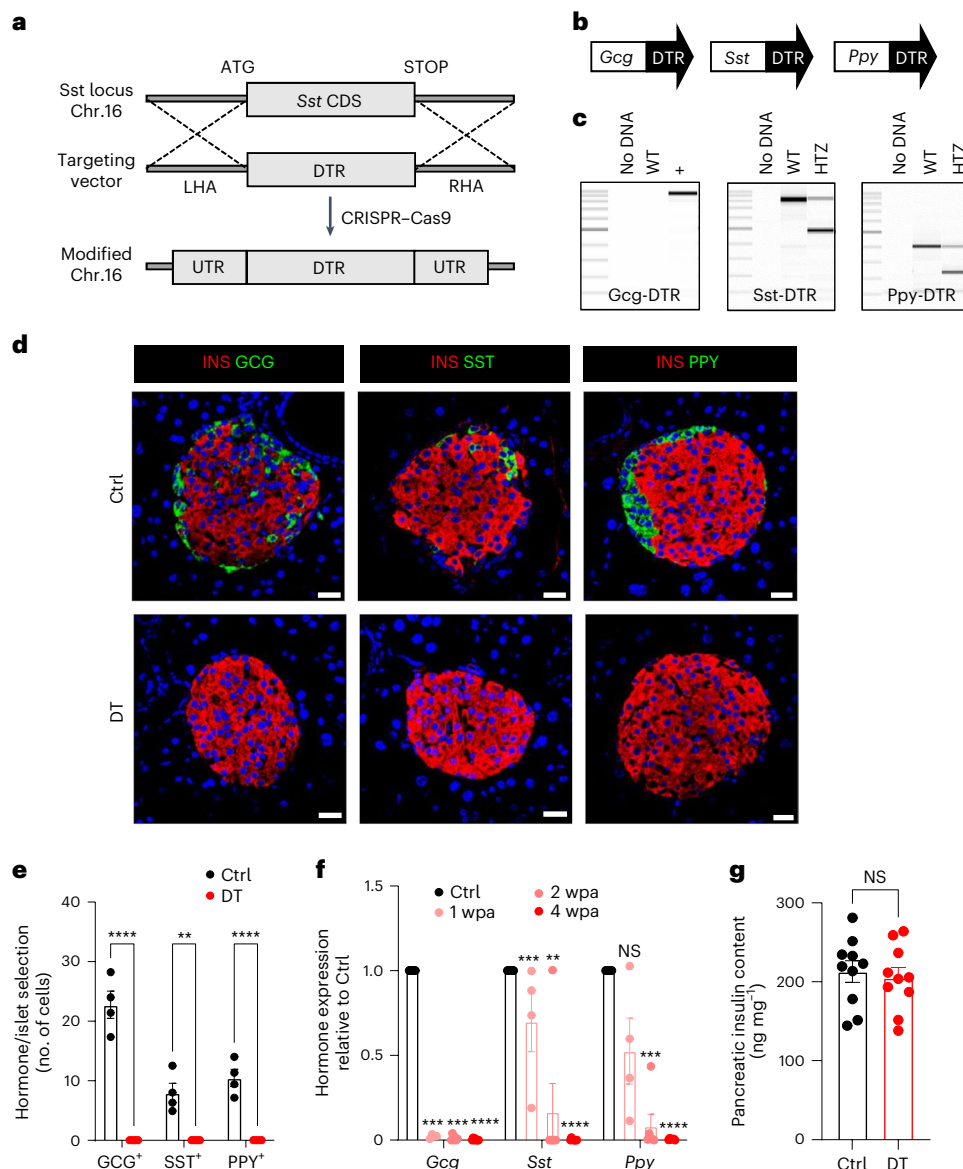 a
ATG STOP
Sst locus
Chr.16
Sst CDS
Targeting
vector
DTR
LHA RHA
CRISPR–Cas9
Modified
Chr.16
UTR DTR UTR
b
Gcg DTR Sst DTR Ppy DTR
c
No DNA WT + No DNA WT HTZ No DNA WT HTZ
Gcg-DTR Sst-DTR Ppy-DTR
d
INS GCG INS SST INS PPY
Ctrl
DT
e
Ctrl
DT
Hormone/islet selection
(no. of cells)
40
30
20
10
0
**** ** ****
GCG+ SST+ PPY+
f
Ctrl 2 wpa
1 wpa 4 wpa
Hormone expression
relative to Ctrl
1.5
1.0
0.5
0
*** *** **** *** ** **** NS *** ****
Gcg Sst Ppy
g
NS
Pancreatic insulin content
(ng mg−1)
300
200
100
0
Ctrl DT